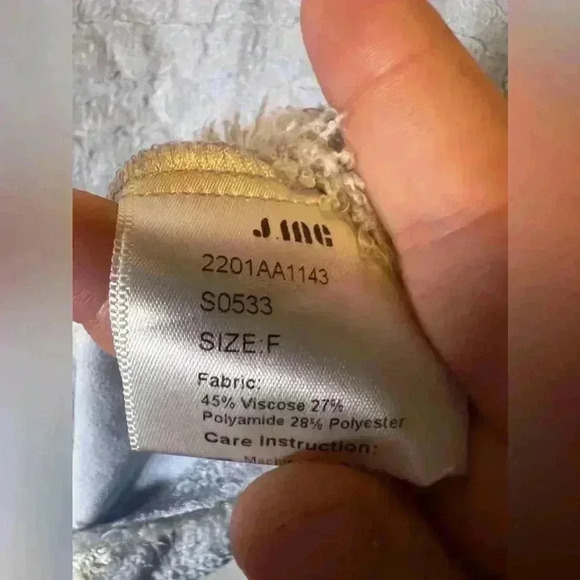 J.ING
2201AA1143
S0533
SIZE:F
Fabric:
45% Viscose 27%
Polyamide 28% Polyester
Care Instruction: